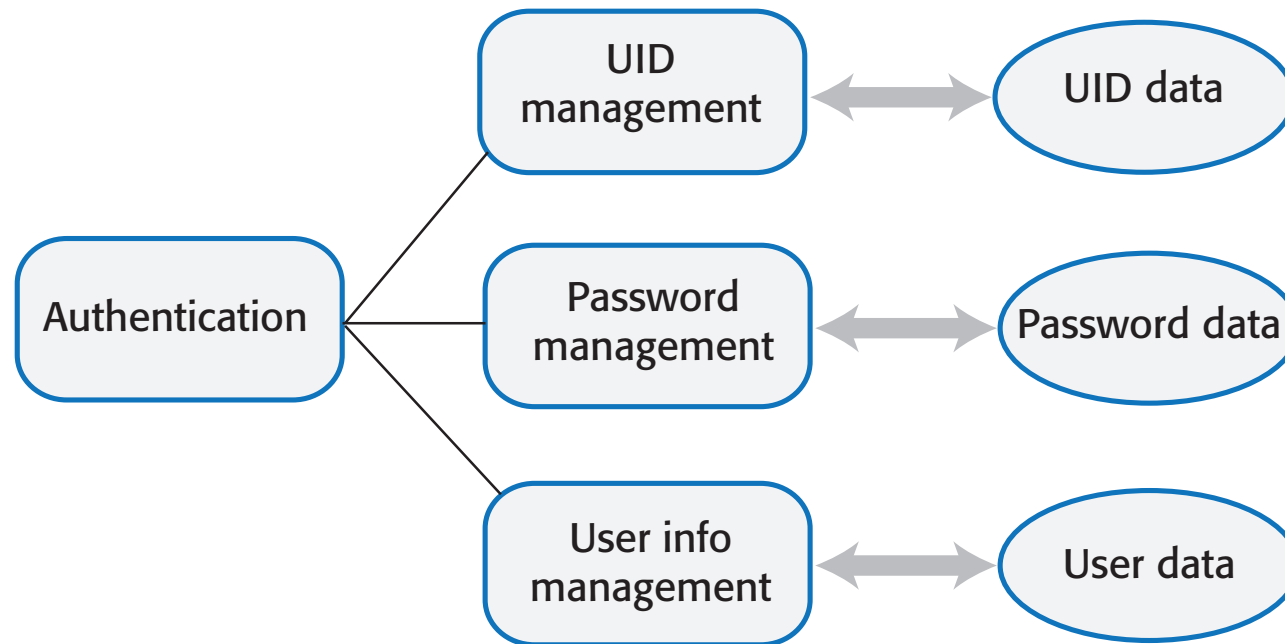 UID
management
UID data
Authentication
Password
management
Password data
User info
management
User data